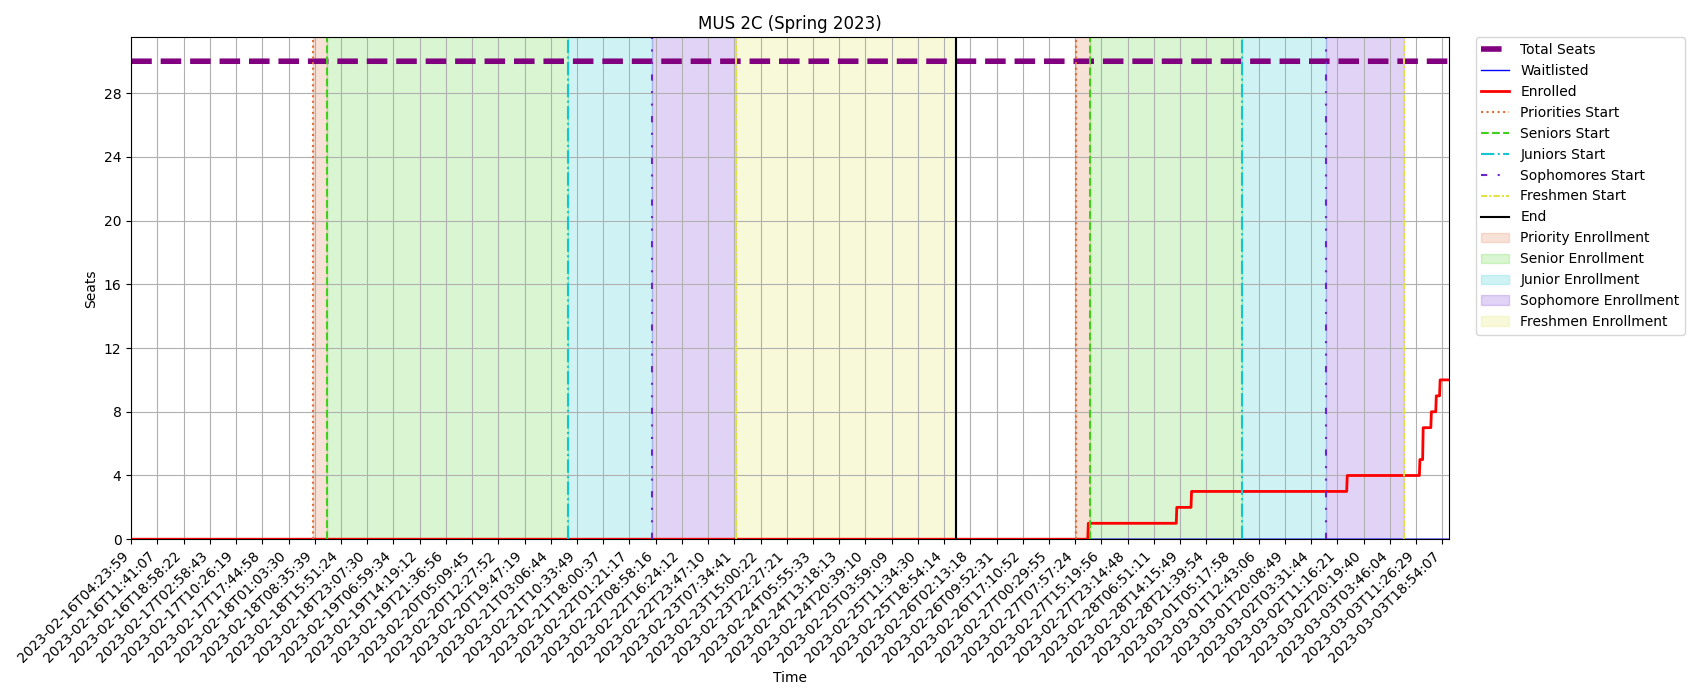 MUS 2C (Spring 2023)
Seats
28
24
20
16
12
8
4
0
2023-02-16T04:23:59
2023-02-16T11:41:07
2023-02-16T18:58:22
2023-02-17T02:58:43
2023-02-17T10:26:19
2023-02-17T17:44:58
2023-02-18T01:03:30
2023-02-18T08:35:39
2023-02-18T15:51:24
2023-02-18T23:07:30
2023-02-19T06:59:34
2023-02-19T14:19:12
2023-02-19T21:36:56
2023-02-20T05:09:45
2023-02-20T12:27:52
2023-02-20T19:47:19
2023-02-21T03:06:44
2023-02-21T10:33:49
2023-02-21T18:00:37
2023-02-22T01:21:17
2023-02-22T08:58:16
2023-02-22T16:24:12
2023-02-22T23:47:10
2023-02-23T07:34:41
2023-02-23T15:00:22
2023-02-23T22:27:21
2023-02-24T05:55:33
2023-02-24T13:18:13
2023-02-24T20:39:10
2023-02-25T03:59:09
2023-02-25T11:34:30
2023-02-25T18:54:14
2023-02-26T02:13:18
2023-02-26T09:52:31
2023-02-26T17:10:52
2023-02-27T00:29:55
2023-02-27T07:57:24
2023-02-27T15:19:56
2023-02-27T23:14:48
2023-02-28T06:51:11
2023-02-28T14:15:49
2023-02-28T21:39:54
2023-03-01T05:17:58
2023-03-01T12:43:06
2023-03-01T20:08:49
2023-03-02T03:31:44
2023-03-02T11:16:21
2023-03-02T20:19:40
2023-03-03T03:46:04
2023-03-03T11:26:29
2023-03-03T18:54:07
Time
Total Seats
Waitlisted
Enrolled
Priorities Start
Seniors Start
Juniors Start
Sophomores Start
Freshmen Start
End
Priority Enrollment
Senior Enrollment
Junior Enrollment
Sophomore Enrollment
Freshmen Enrollment